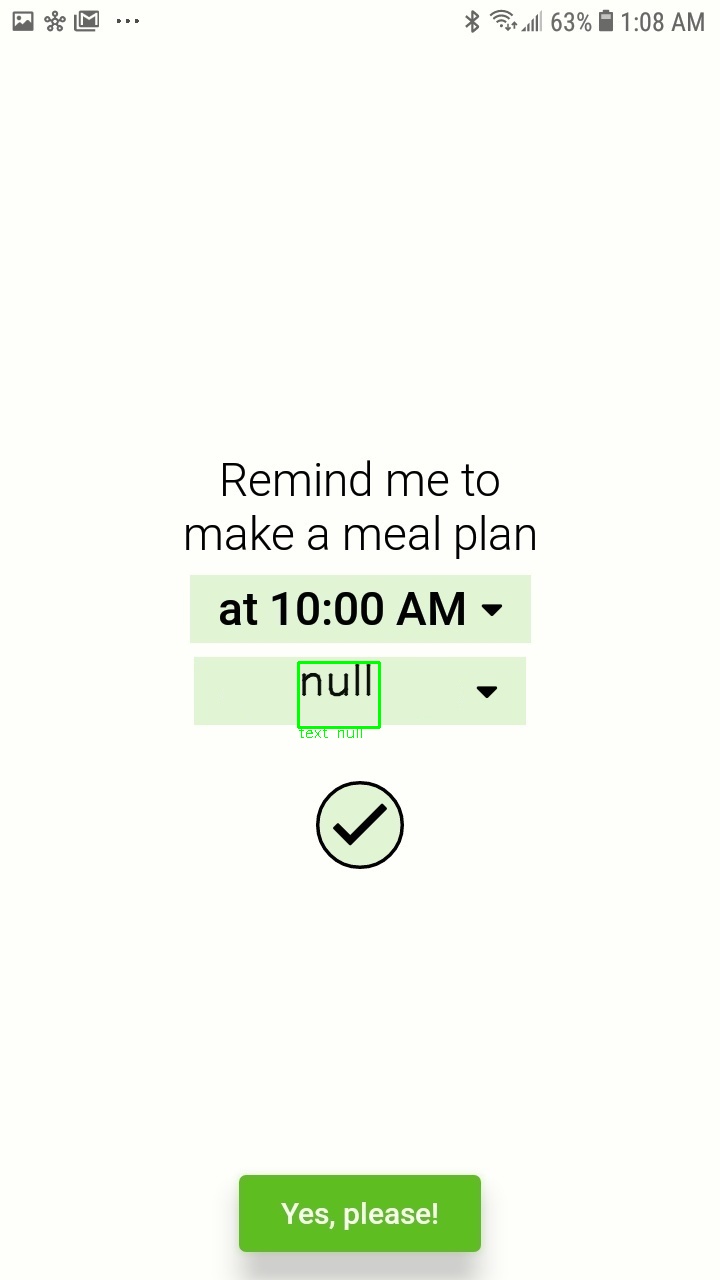 63% 1:08 AM
Remind me to
make a meal plan
at 10:00 AM
null
text null
Yes, please!